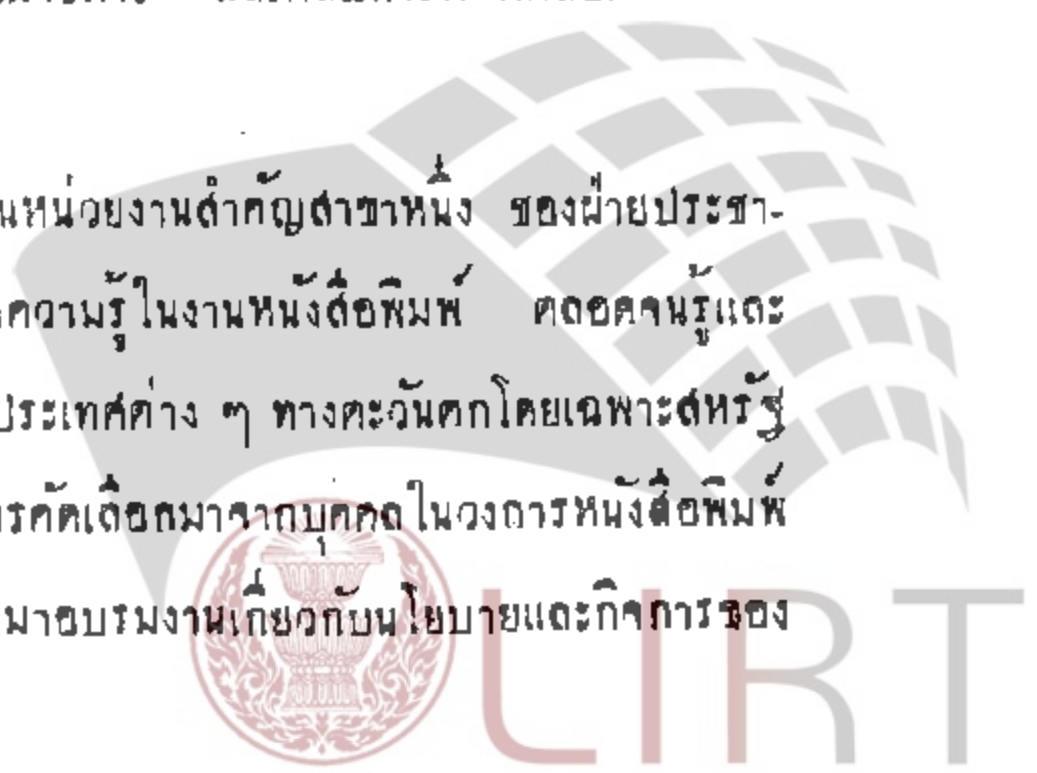 นหน่วยงานสำคัญสาขาหนึ่ง ของฝ่ายประชา-
ความรู้ในงานหนังสือพิมพ์ ตลอดจนรู้และ
ประเทศต่าง ๆ ทางตะวันตกโดยเฉพาะสหรัฐ
รคัดเลือกมาจากบุคคลในวงการหนังสือพิมพ์
มาอบรมงานเกี่ยวกับนโยบายและกิจการของ
LIRT